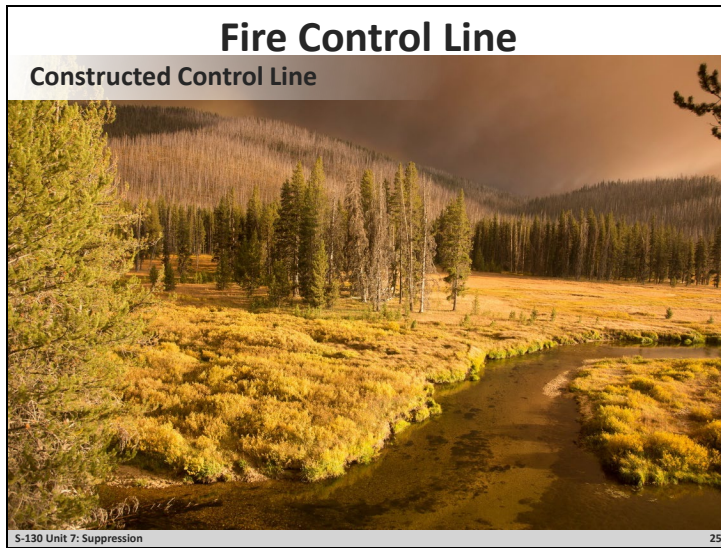 Fire Control Line
Constructed Control Line
S-130 Unit 7: Suppression 25